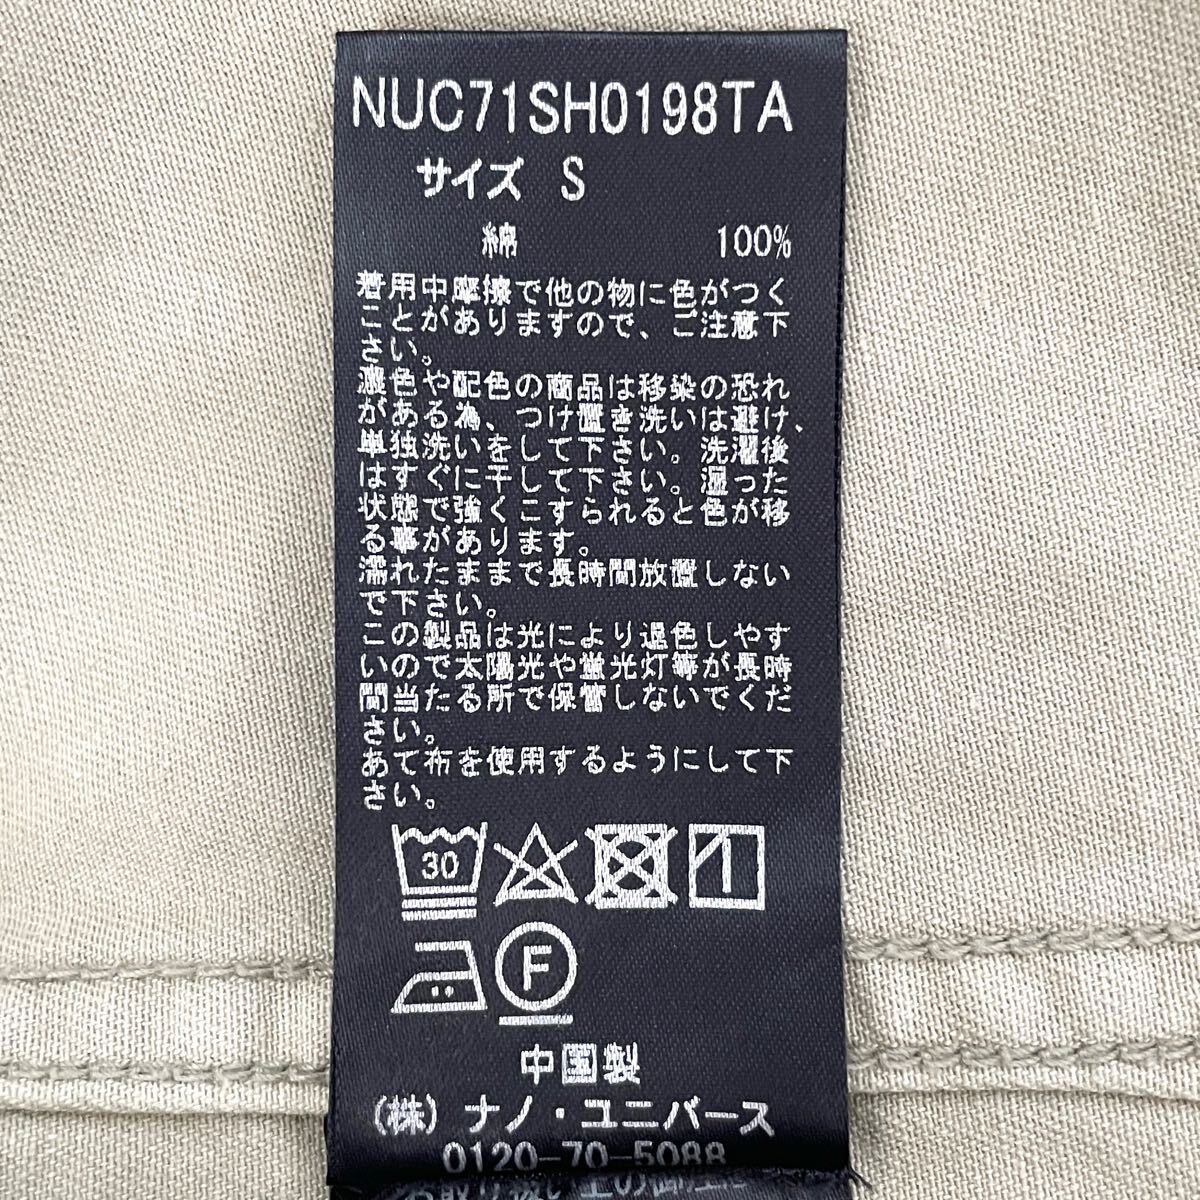 NUC71SH0198TA
サイズ S
綿 100%
着用中摩擦で他の物に色がつく
ことがありますので、ご注意下
さい。
濃色や配色の商品は移染の恐れ
がある為、つけ置き洗いは避け、
単独洗いをして下さい。洗濯後
はすぐに干して下さい。湿った
状態で強くこすられると色が移
る事があります。
濡れたままで長時間放置しない
で下さい。
この製品は光により退色しやす
いので太陽光や蛍光灯等が長時
間当たる所で保管しないでくだ
さい。
あて布を使用するようにして下
さい。
30
F
中国製
(株)ナノ・ユニバース
0120-70-5088